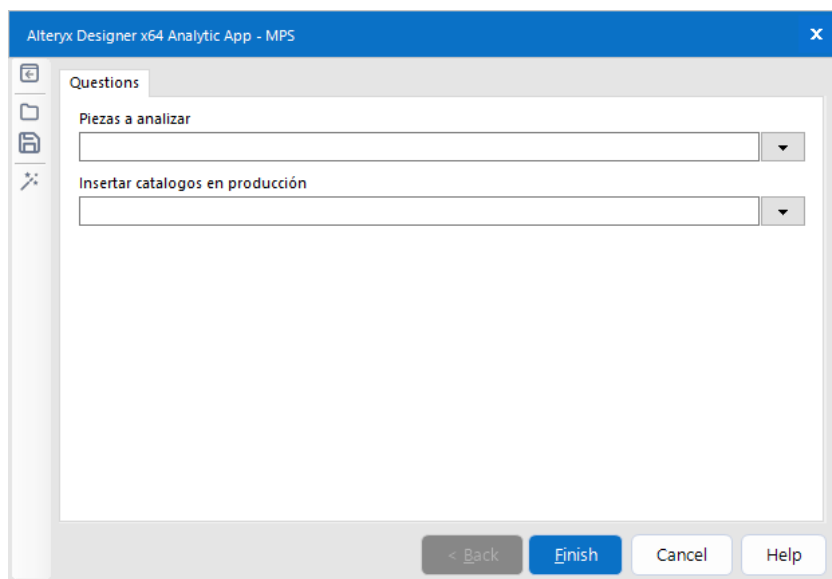 Alteryx Designer x64 Analytic App - MPS
Questions
Piezas a analizar
Insertar catalogos en producción
< Back Finish Cancel Help